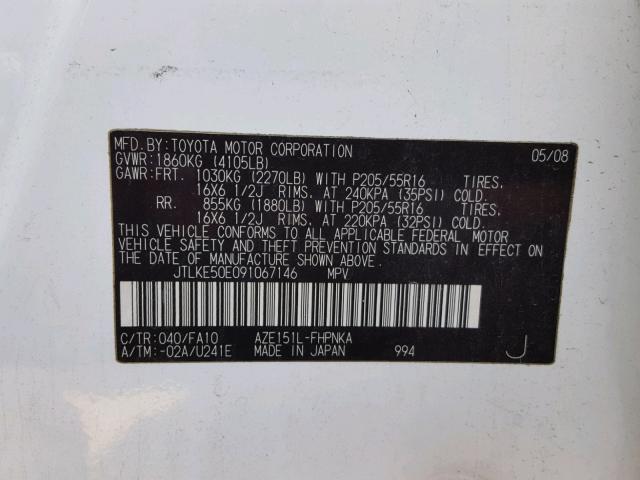 MFD. BY: TOYOTA MOTOR CORPORATION 05/08
GVWR: 1860KG (4105LB)
GAWR: FRT. 1030KG (2270LB) WITH P205/55R16 TIRES,
16X6 1/2J RIMS, AT 240KPA (35PSI) COLD.
RR. 855KG (1880LB) WITH P205/55R16 TIRES,
16X6 1/2J RIMS, AT 220KPA (32PSI) COLD.
THIS VEHICLE CONFORMS TO ALL APPLICABLE FEDERAL MOTOR
VEHICLE SAFETY AND THEFT PREVENTION STANDARDS IN EFFECT ON
THE DATE OF MANUFACTURE SHOWN ABOVE.
JTLKE50E091067146 MPV
C/TR: 040/FA10 AZE151L-FHPNKA
A/TM: -02A/U241E MADE IN JAPAN 994 J